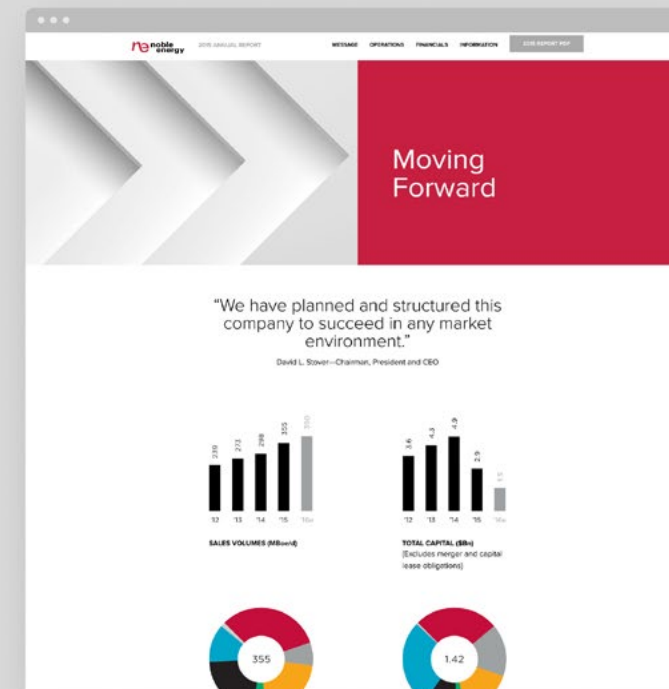 noble
energy
2015 ANNUAL REPORT
MESSAGE OPERATIONS FINANCIALS INFORMATION 2015 REPORT PDF
Moving
Forward
“We have planned and structured this
company to succeed in any market
environment.”
David L. Stover—Chairman, President and CEO
239 273 298 355
'12 '13 '14 '15 '16e
SALES VOLUMES (MBoe/d)
3.6 4.3 4.9 2.9
'12 '13 '14 '15 '16e
TOTAL CAPITAL ($Bn)
(Excludes merger and capital
lease obligations)
355
1.42